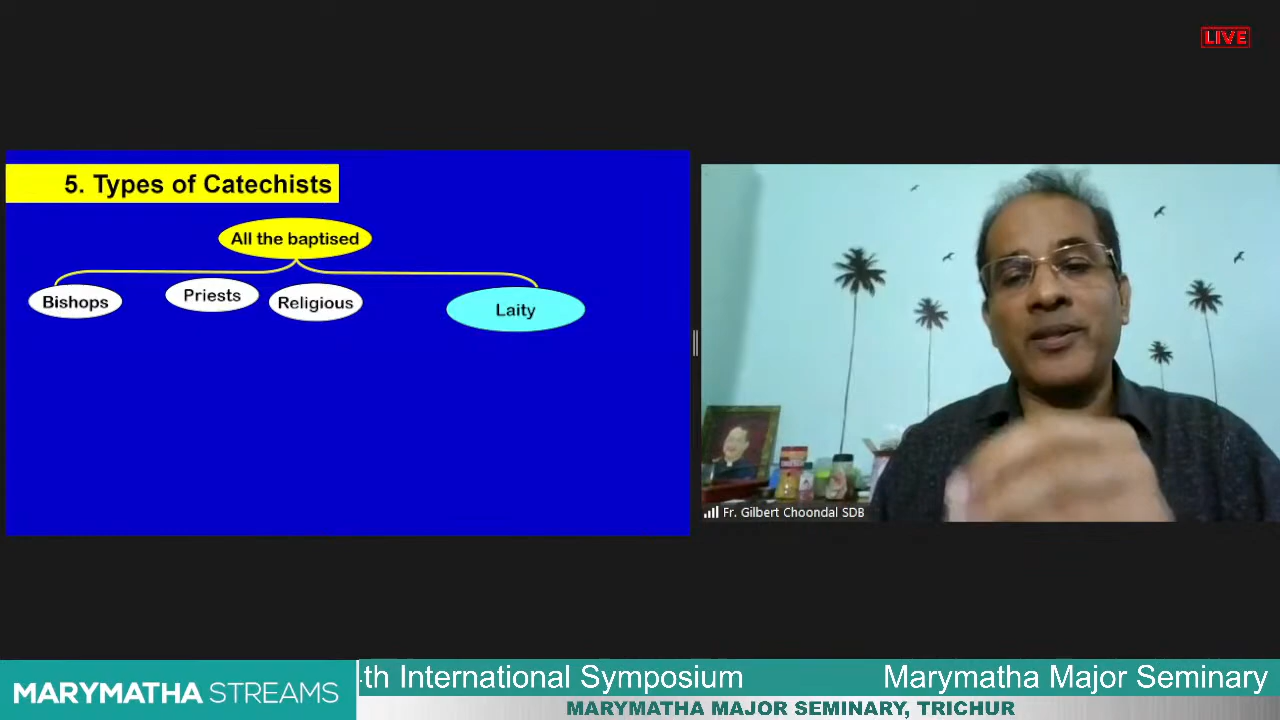 LIVE
5. Types of Catechists
All the baptised
Bishops
Priests
Religious
Laity
Fr. Gilbert Choondal SDB
MARYMATHA STREAMS
th International Symposium
Marymatha Major Seminary
MARYMATHA MAJOR SEMINARY, TRICHUR